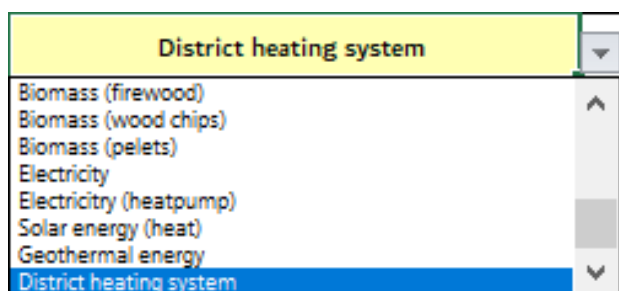 District heating system
Biomass (firewood)
Biomass (wood chips)
Biomass (pelets)
Electricity
Electricitry (heatpump)
Solar energy (heat)
Geothermal energy
District heating system